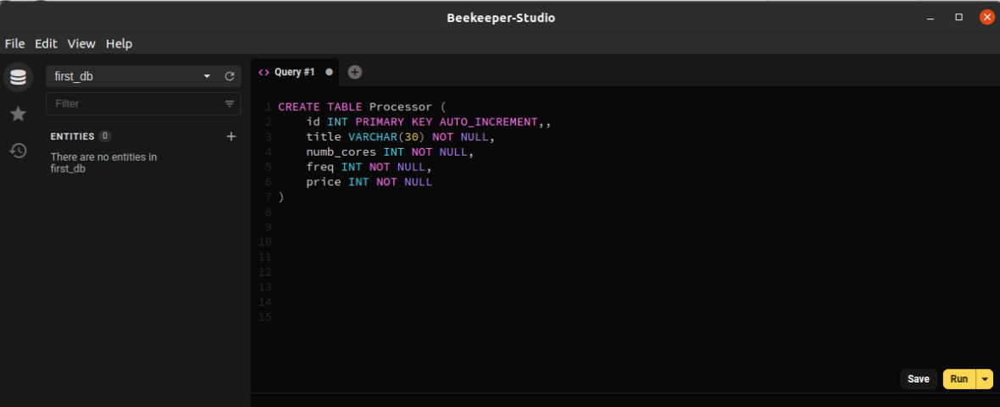 Beekeeper-Studio
File Edit View Help
first_db
Filter
ENTITIES 0
There are no entities in
first_db
<> Query #1
1 CREATE TABLE Processor (
2 id INT PRIMARY KEY AUTO_INCREMENT,,
3 title VARCHAR(30) NOT NULL,
4 numb_cores INT NOT NULL,
5 freq INT NOT NULL,
6 price INT NOT NULL
7 )
8
9
10
11
12
13
14
15
Save Run